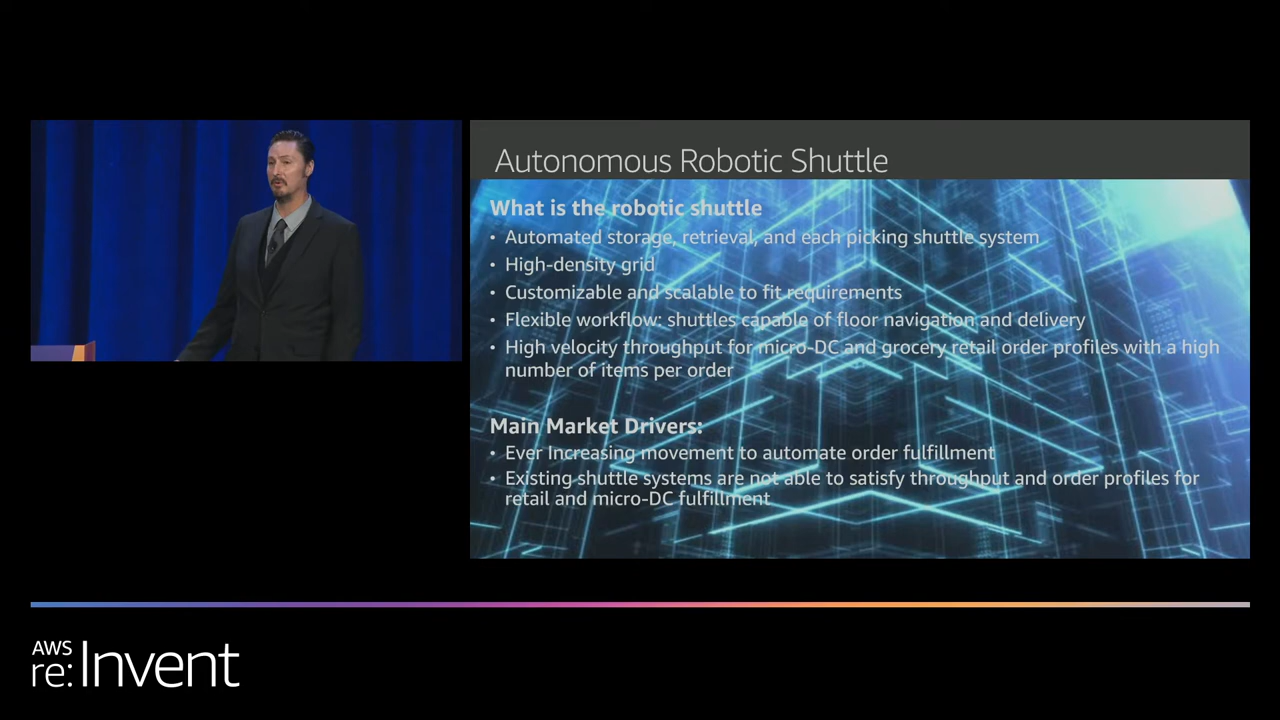 Autonomous Robotic Shuttle
What is the robotic shuttle
• Automated storage, retrieval, and each picking shuttle system
• High-density grid
• Customizable and scalable to fit requirements
• Flexible workflow: shuttles capable of floor navigation and delivery
• High velocity throughput for micro-DC and grocery retail order profiles with a high
number of items per order
Main Market Drivers:
• Ever Increasing movement to automate order fulfillment
• Existing shuttle systems are not able to satisfy throughput and order profiles for
retail and micro-DC fulfillment
AWS
re:Invent